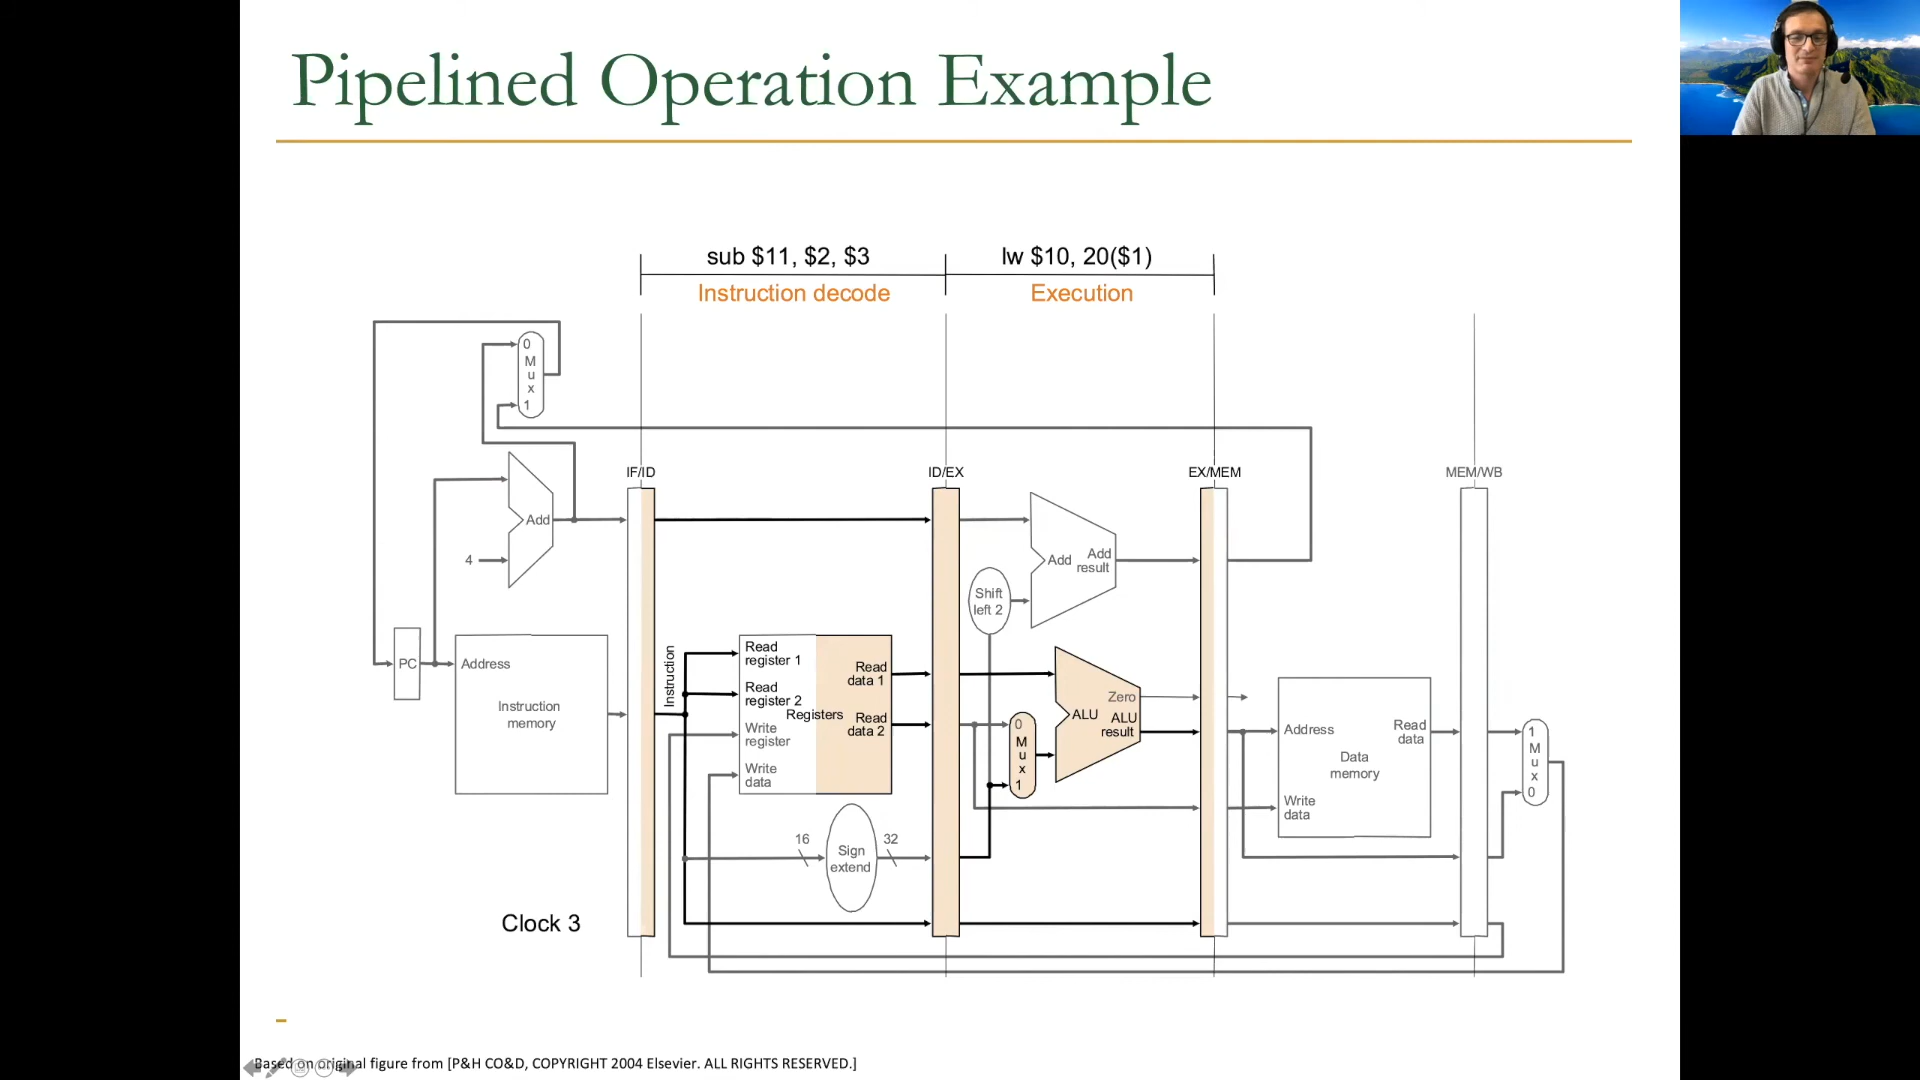 Pipelined Operation Example
sub $11, $2, $3
lw $10, 20($1)
Instruction decode
Execution
0
M
u
x
1
IF/ID
ID/EX
EX/MEM
MEM/WB
Add
4
Add
Add
result
Shift
left 2
PC
Address
Instruction
memory
Instruction
Read
register 1
Read
register 2
Write
register
Write
data
Registers
Read
data 1
Read
data 2
0
M
u
x
1
Zero
ALU
ALU
result
Address
Read
data
Data
memory
Write
data
1
M
u
x
0
16
Sign
extend
32
Clock 3
Based on original figure from [P&H CO&D, COPYRIGHT 2004 Elsevier. ALL RIGHTS RESERVED.]